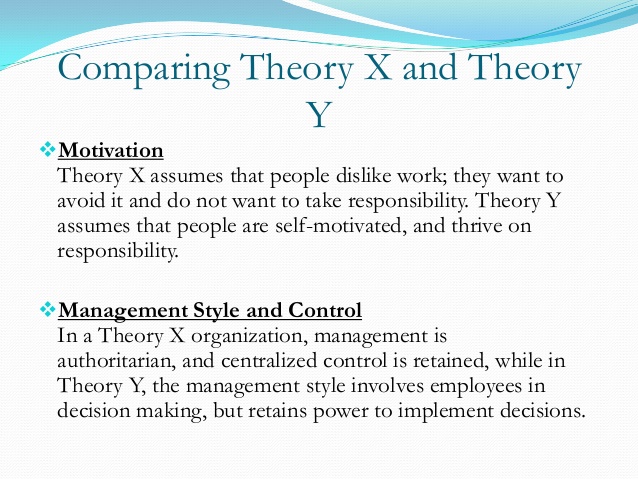 Comparing Theory X and Theory
Y
Motivation
Theory X assumes that people dislike work; they want to
avoid it and do not want to take responsibility. Theory Y
assumes that people are self-motivated, and thrive on
responsibility.
Management Style and Control
In a Theory X organization, management is
authoritarian, and centralized control is retained, while in
Theory Y, the management style involves employees in
decision making, but retains power to implement decisions.